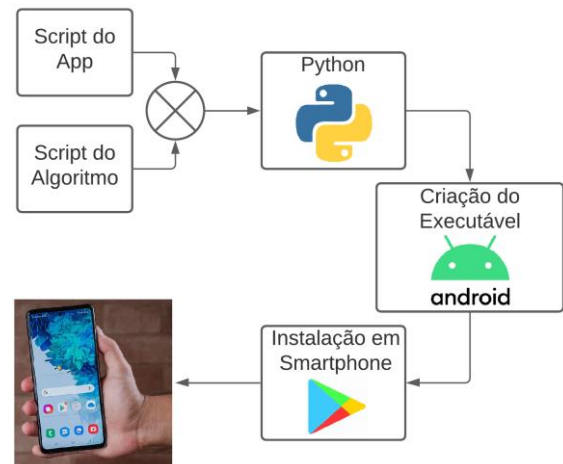 Script do
App
Script do
Algoritmo
Python
Criação do
Executável
android
Instalação em
Smartphone